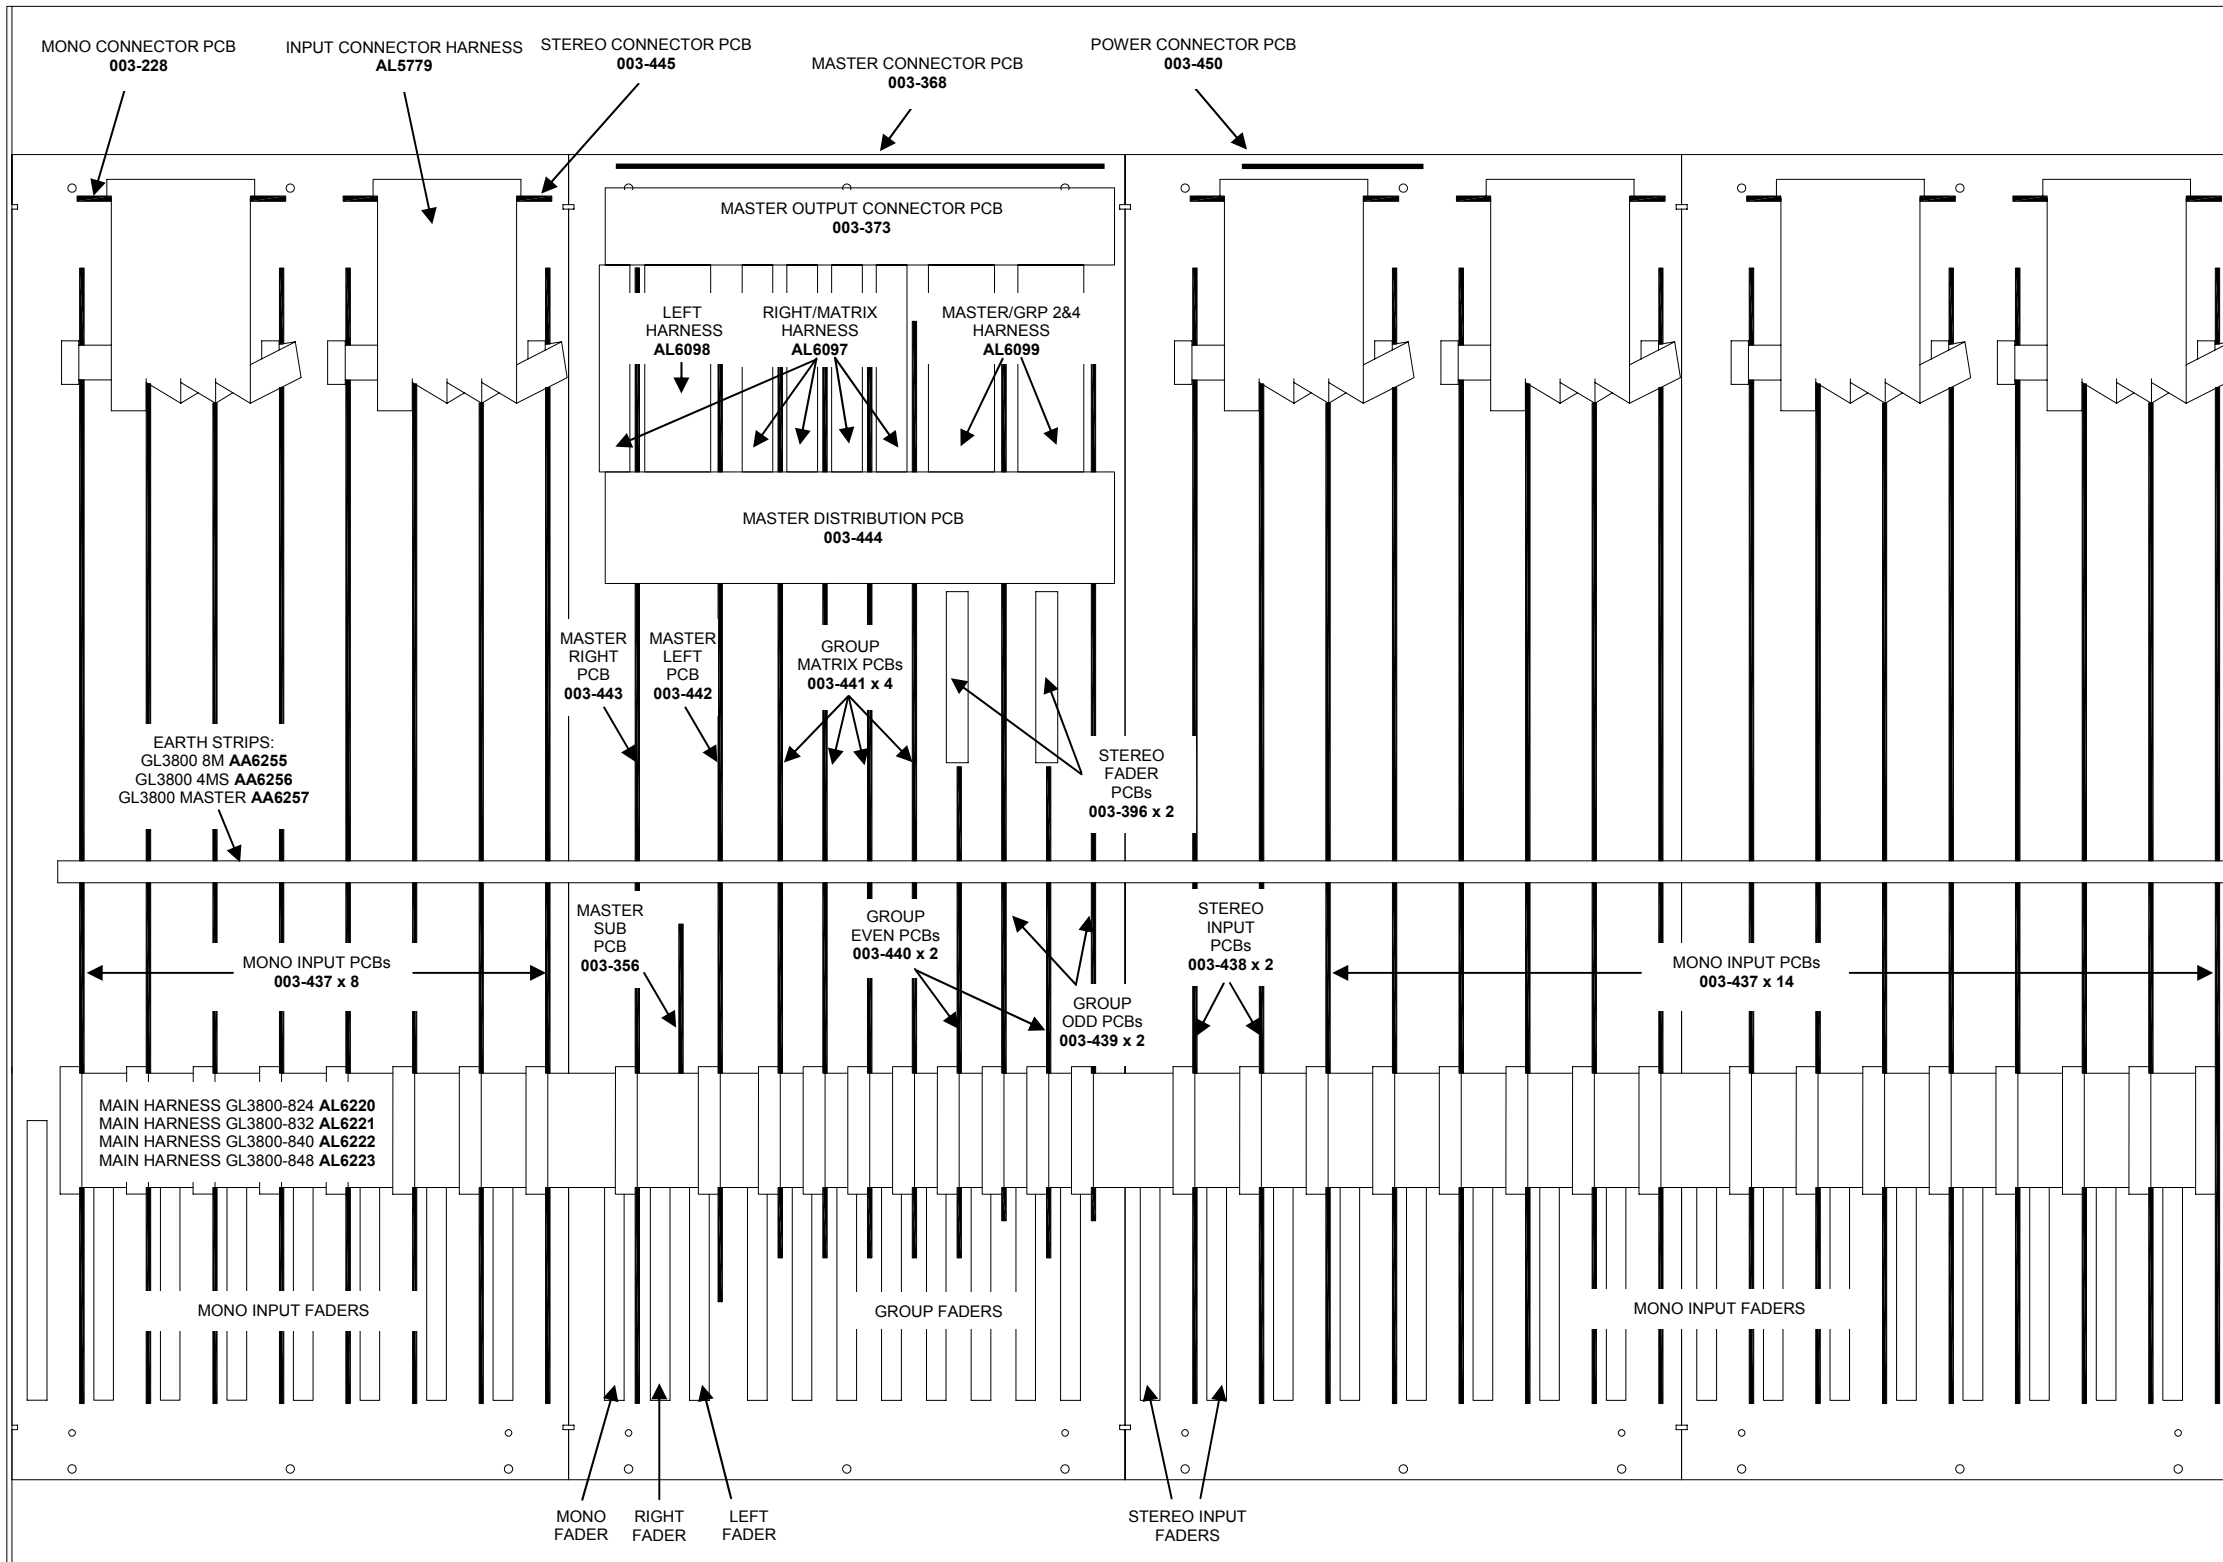 MONO CONNECTOR PCB
003-228
INPUT CONNECTOR HARNESS
AL5779
STEREO CONNECTOR PCB
003-445
MASTER CONNECTOR PCB
003-368
POWER CONNECTOR PCB
003-450
MASTER OUTPUT CONNECTOR PCB
003-373
LEFT
HARNESS
AL6098
RIGHT/MATRIX
HARNESS
AL6097
MASTER/GRP 2&4
HARNESS
AL6099
MASTER DISTRIBUTION PCB
003-444
MASTER
RIGHT
PCB
003-443
MASTER
LEFT
PCB
003-442
GROUP
MATRIX PCBs
003-441 x 4
EARTH STRIPS:
GL3800 8M AA6255
GL3800 4MS AA6256
GL3800 MASTER AA6257
STEREO
FADER
PCBs
003-396 x 2
MASTER
SUB
PCB
003-356
GROUP
EVEN PCBs
003-440 x 2
STEREO
INPUT
PCBs
003-438 x 2
MONO INPUT PCBs
003-437 x 8
MONO INPUT PCBs
003-437 x 14
GROUP
ODD PCBs
003-439 x 2
MAIN HARNESS GL3800-824 AL6220
MAIN HARNESS GL3800-832 AL6221
MAIN HARNESS GL3800-840 AL6222
MAIN HARNESS GL3800-848 AL6223
MONO INPUT FADERS
GROUP FADERS
MONO INPUT FADERS
MONO
FADER
RIGHT
FADER
LEFT
FADER
STEREO INPUT
FADERS